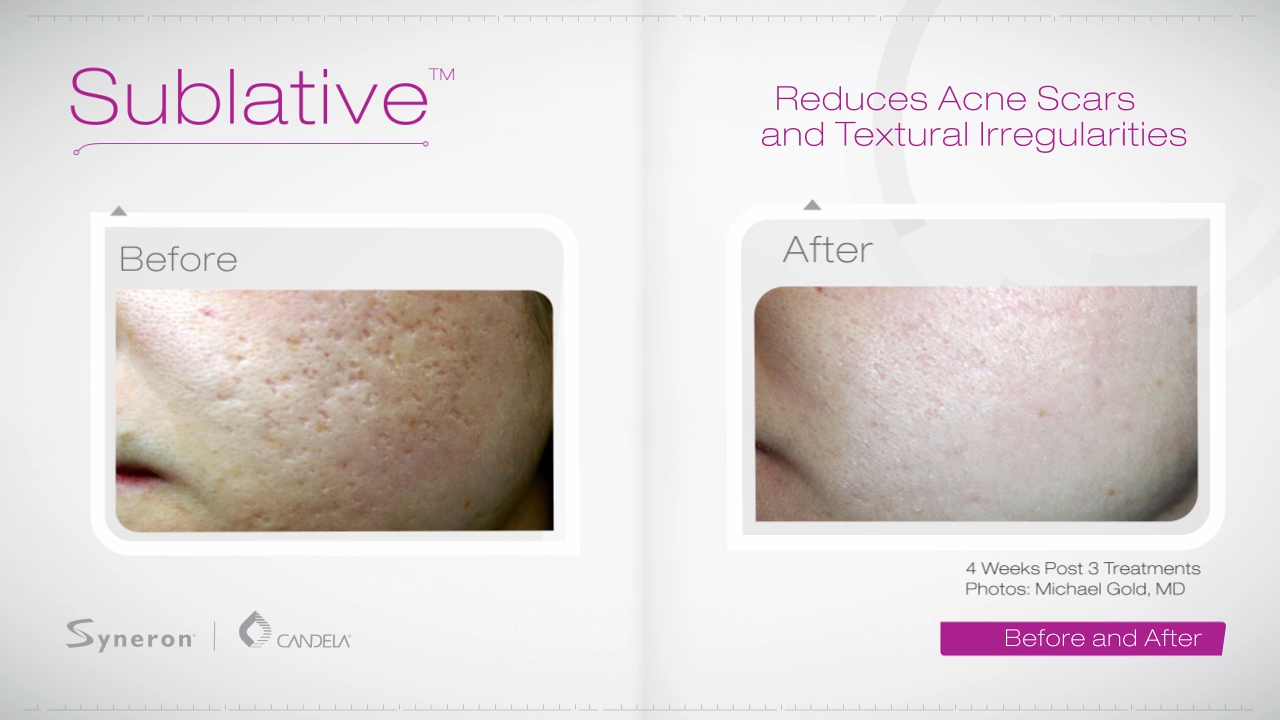 Sublative™
Reduces Acne Scars
and Textural Irregularities
Before
After
4 Weeks Post 3 Treatments
Photos: Michael Gold, MD
Syneron
CANDELA
Before and After